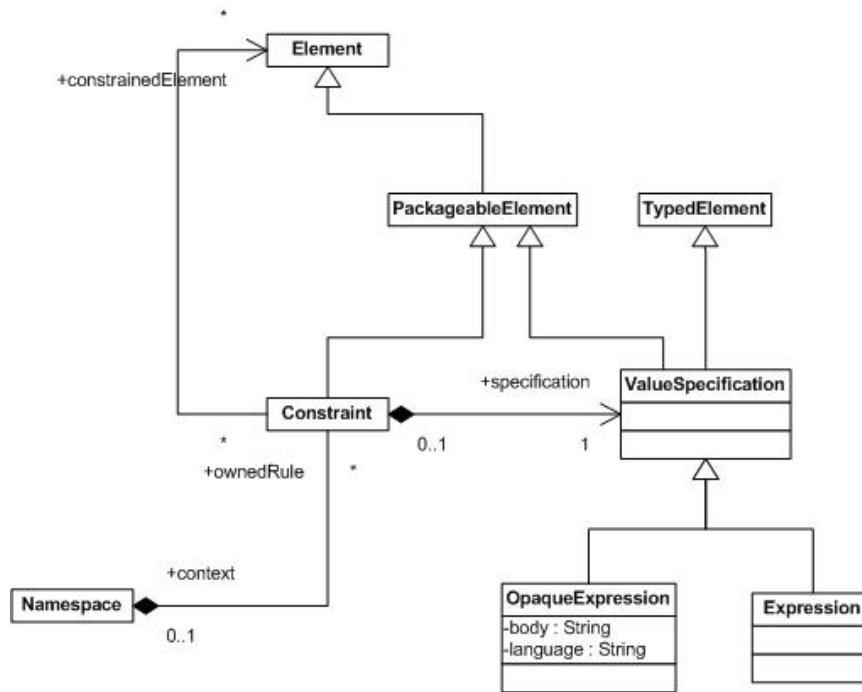 *
Element
+constrainedElement
PackageableElement
TypedElement
+specification
ValueSpecification
Constraint
*
0..1
1
+ownedRule
*
+context
Namespace
0..1
OpaqueExpression
-body : String
-language : String
Expression